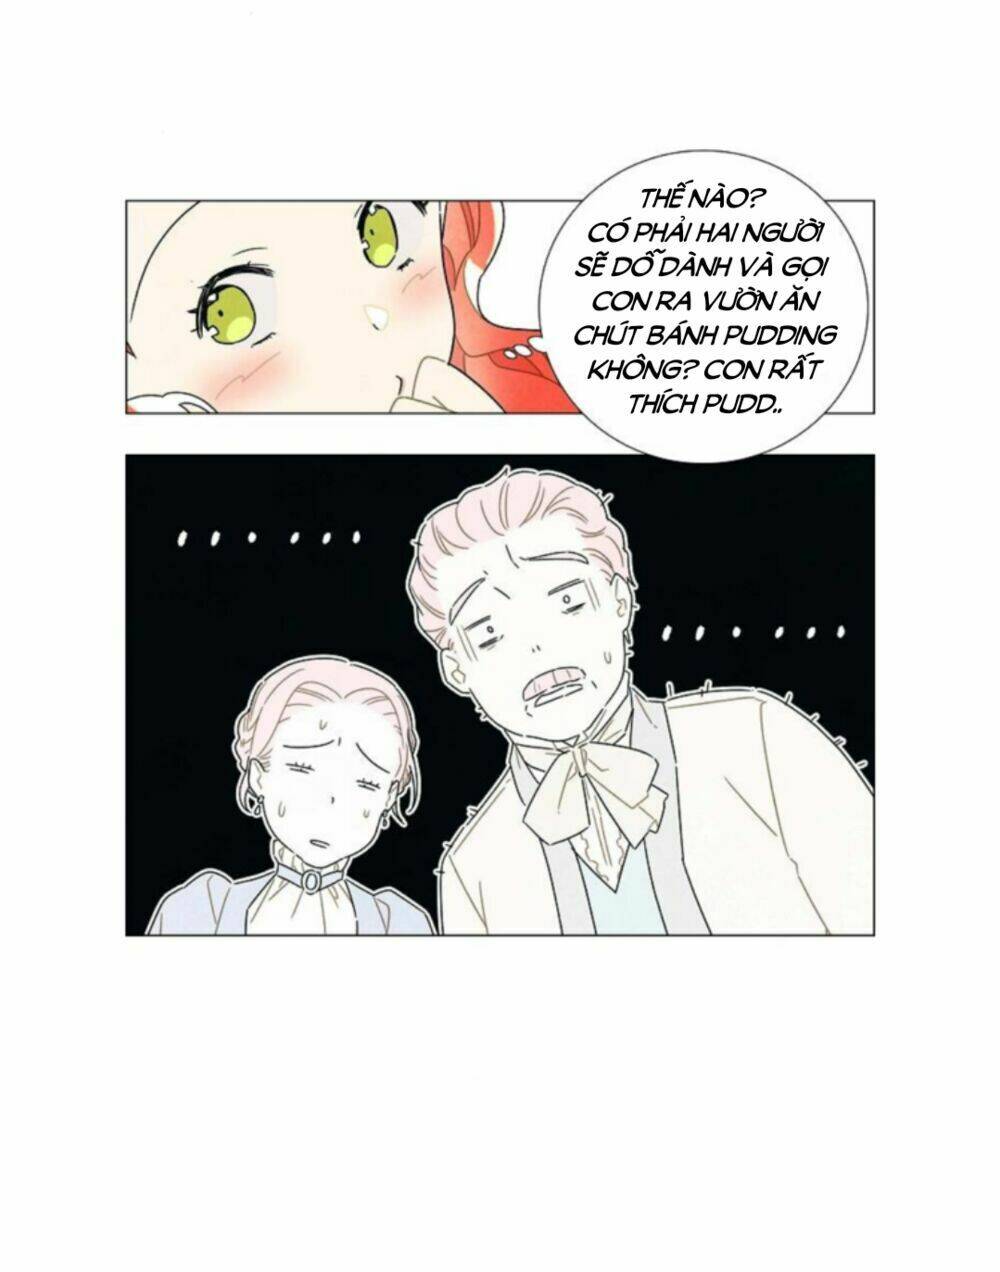 THẾ NÀO?
CÓ PHẢI HAI NGƯỜI
SẼ DỖ DÀNH VÀ GỌI
CON RA VƯỜN ĂN
CHÚT BÁNH PUDDING
KHÔNG? CON RẤT
THÍCH PUDD..